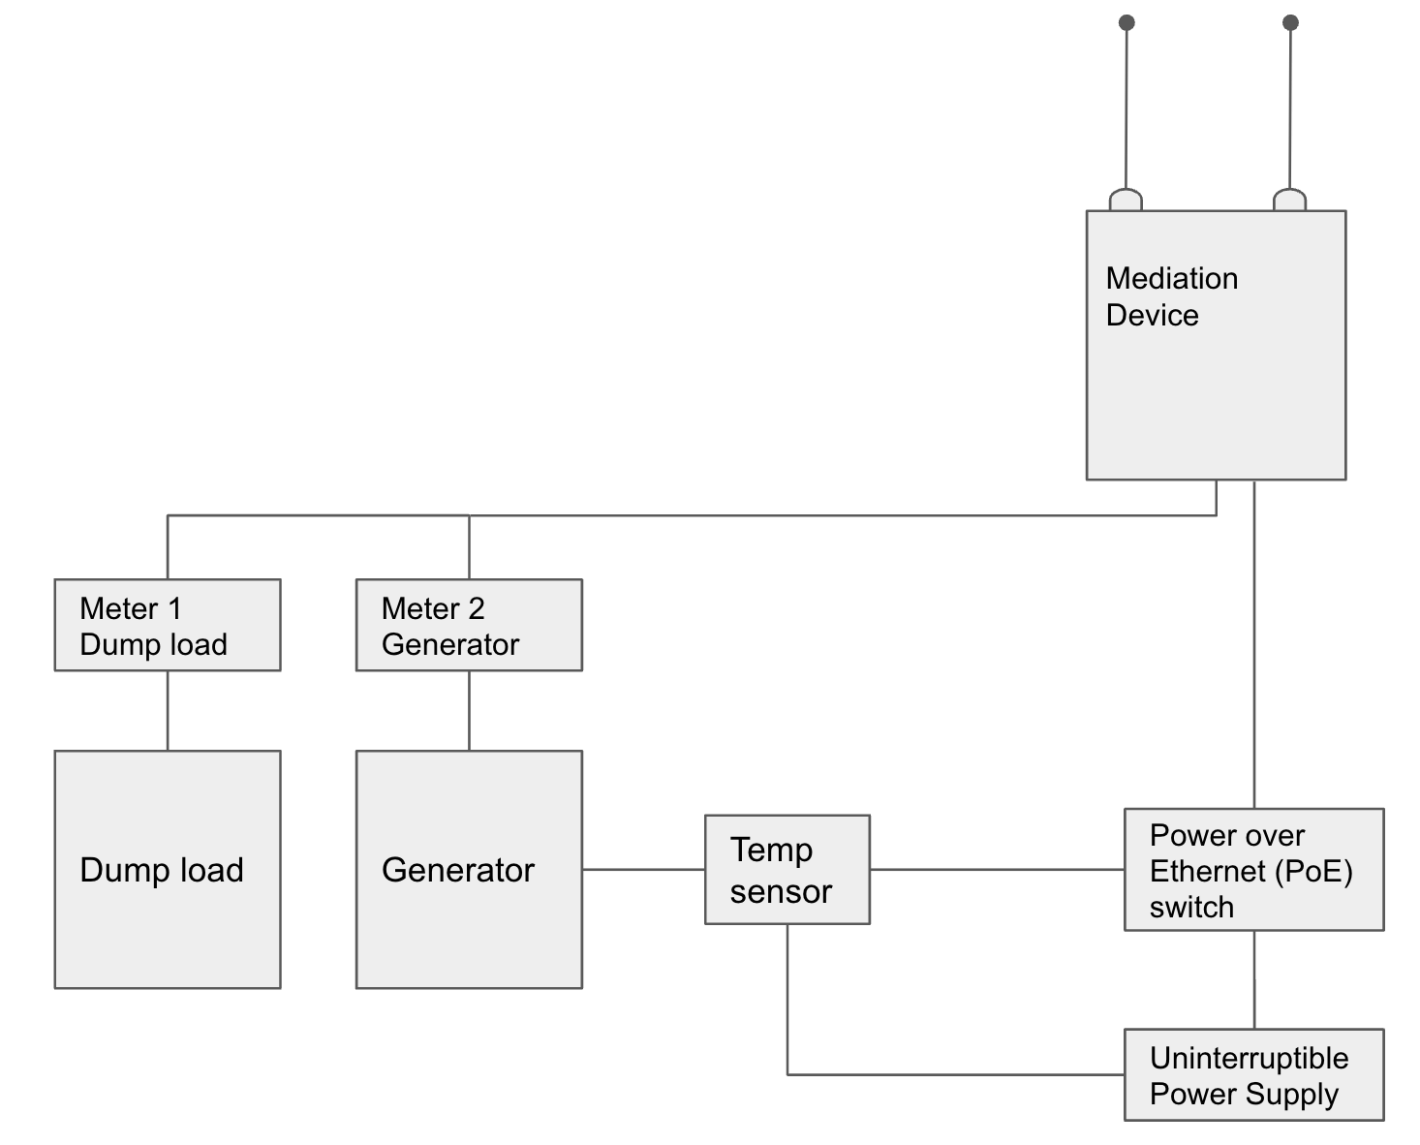 Mediation
Device
Meter 1
Dump load
Meter 2
Generator
Dump load
Generator
Temp
sensor
Power over
Ethernet (PoE)
switch
Uninterruptible
Power Supply